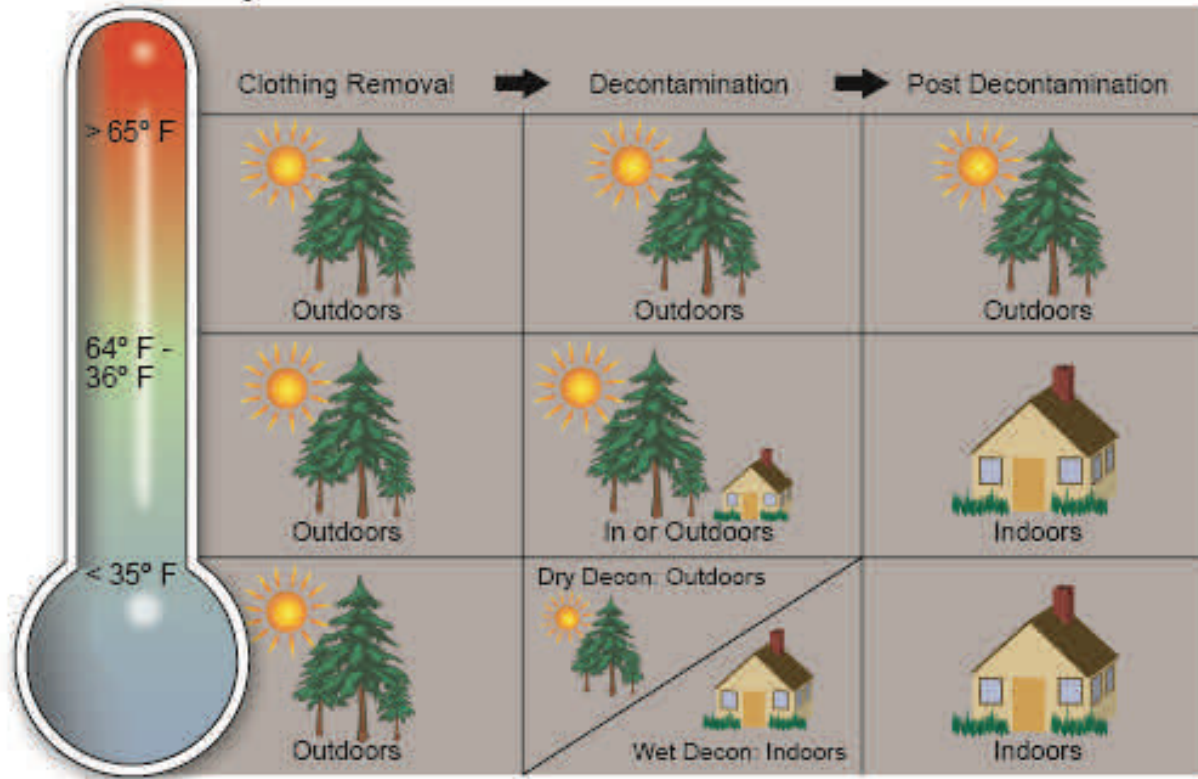 Clothing Removal
Decontamination
Post Decontamination
> 65° F
Outdoors
Outdoors
Outdoors
64° F -
36° F
Outdoors
In or Outdoors
Indoors
< 35° F
Dry Decon: Outdoors
Wet Decon: Indoors
Outdoors
Indoors